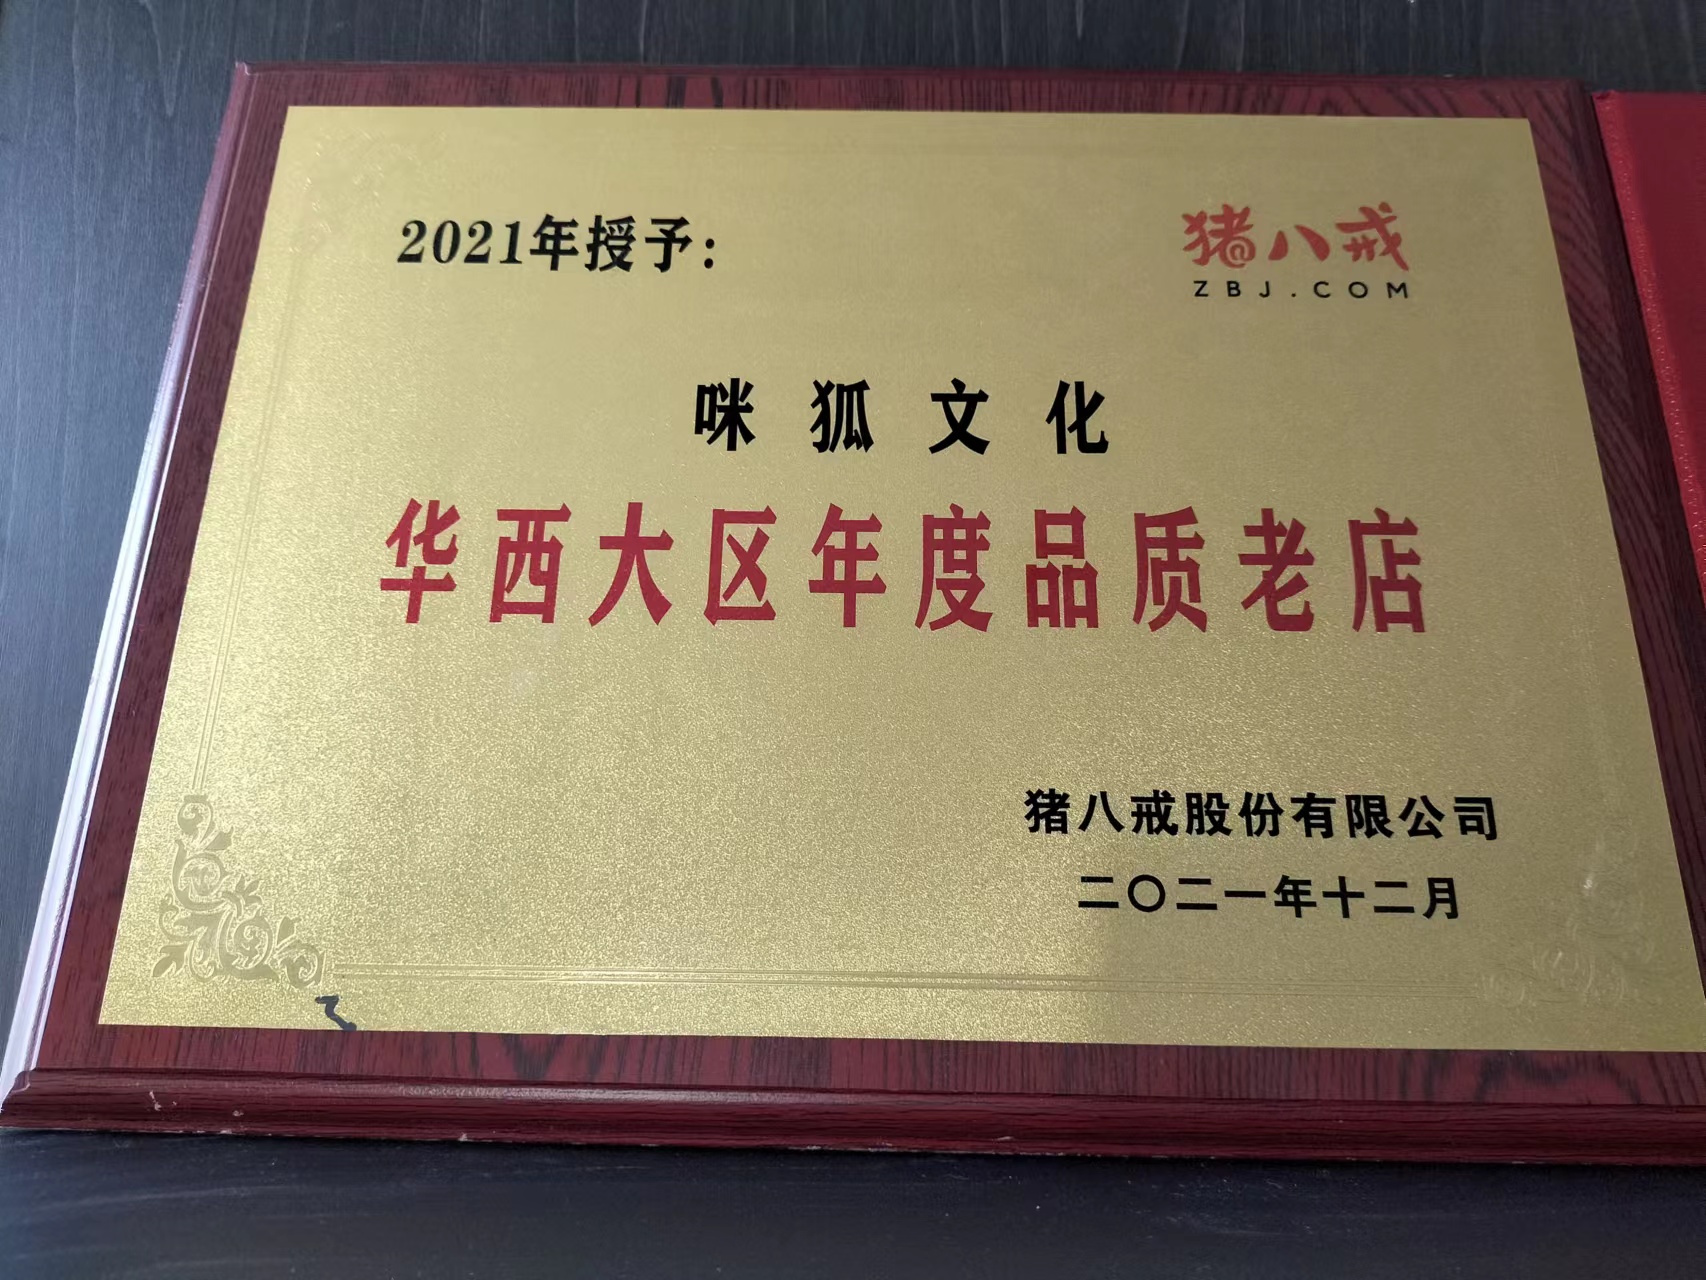 2021年授予：
猪八戒
ZBJ.COM
咪狐文化
华西大区年度品质老店
猪八戒股份有限公司
二〇二一年十二月